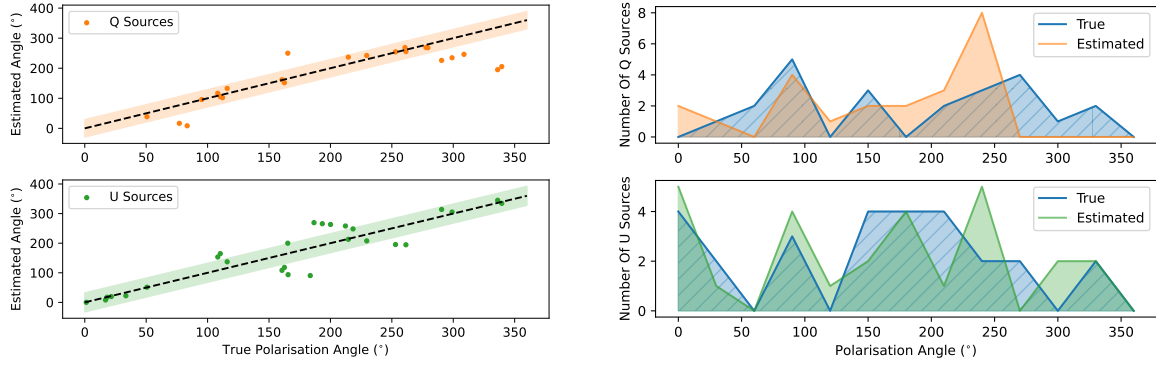 Estimated Angle (°)
400
300
200
100
0
Q Sources
0 50 100 150 200 250 300 350
Estimated Angle (°)
400
300
200
100
0
U Sources
0 50 100 150 200 250 300 350
True Polarisation Angle (°)
Number Of Q Sources
8
6
4
2
0
True
Estimated
0 50 100 150 200 250 300 350
Number Of U Sources
4
2
0
True
Estimated
0 50 100 150 200 250 300 350
Polarisation Angle (°)